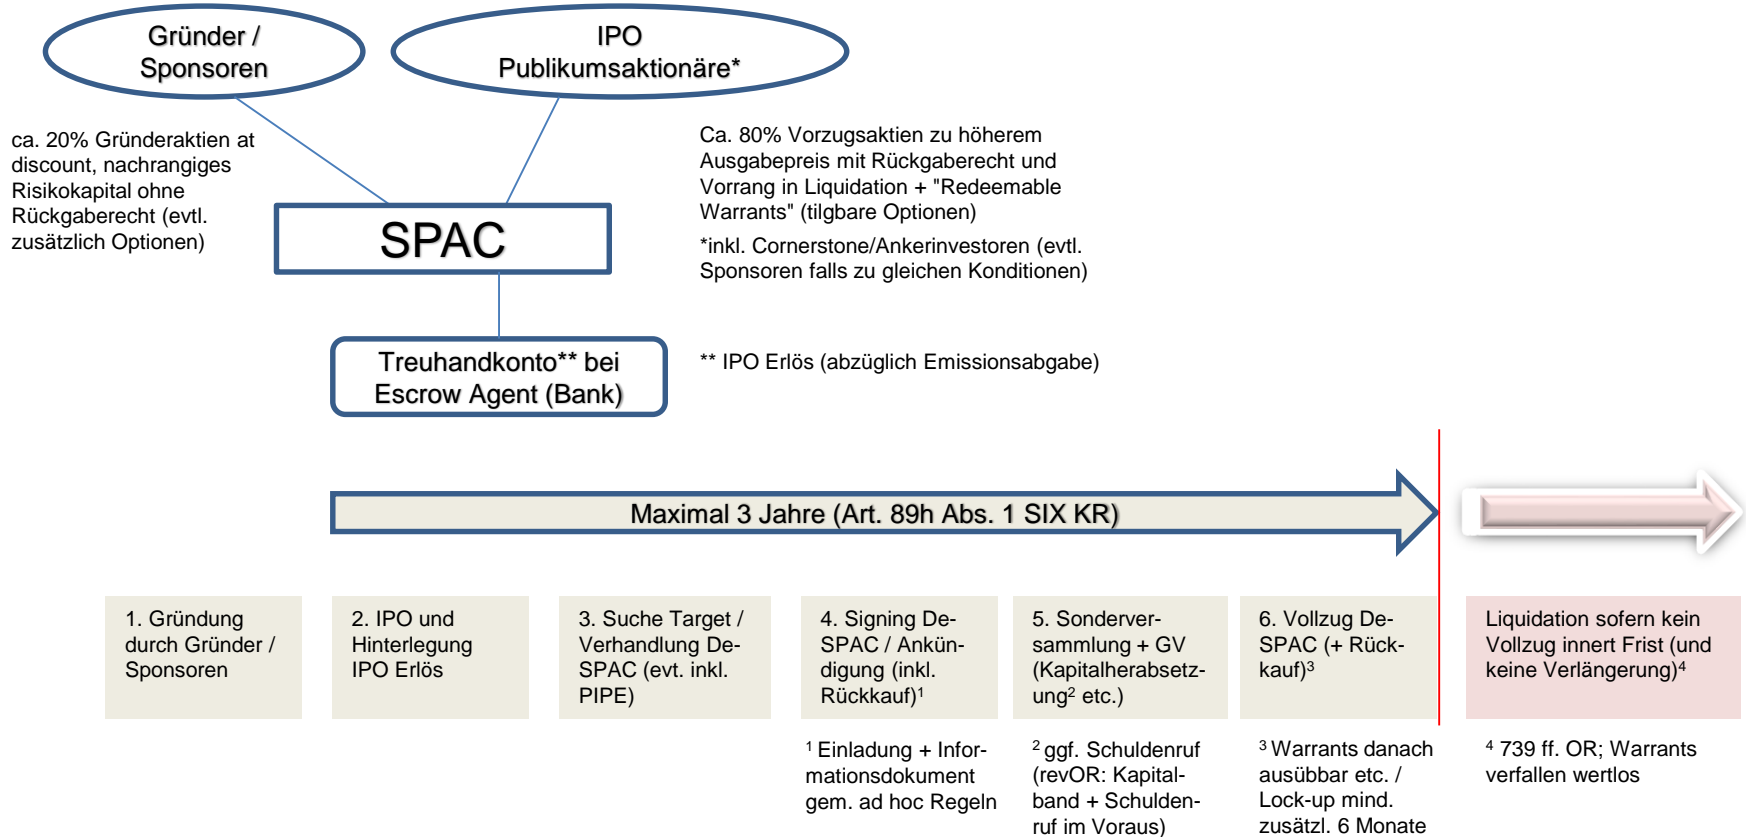 Gründer /
Sponsoren
IPO
Publikumsaktionäre*
ca. 20% Gründeraktien at
discount, nachrangiges
Risikokapital ohne
Rückgaberecht (evtl.
zusätzlich Optionen)
Ca. 80% Vorzugsaktien zu höherem
Ausgabepreis mit Rückgaberecht und
Vorrang in Liquidation + "Redeemable
Warrants" (tilgbare Optionen)
*inkl. Cornerstone/Ankerinvestoren (evtl.
Sponsoren falls zu gleichen Konditionen)
SPAC
Treuhandkonto** bei
Escrow Agent (Bank)
** IPO Erlös (abzüglich Emissionsabgabe)
Maximal 3 Jahre (Art. 89h Abs. 1 SIX KR)
1. Gründung
durch Gründer /
Sponsoren
2. IPO und
Hinterlegung
IPO Erlös
3. Suche Target /
Verhandlung De-
SPAC (evt. inkl.
PIPE)
4. Signing De-
SPAC / Ankün-
digung (inkl.
Rückkauf)¹
5. Sonderver-
sammlung + GV
(Kapitalherabsetz-
ung² etc.)
6. Vollzug De-
SPAC (+ Rück-
kauf)³
Liquidation sofern kein
Vollzug innert Frist (und
keine Verlängerung)⁴
¹ Einladung + Infor-
mationsdokument
gem. ad hoc Regeln
² ggf. Schuldenruf
(revOR: Kapital-
band + Schulden-
ruf im Voraus)
³ Warrants danach
ausübbar etc. /
Lock-up mind.
zusätzl. 6 Monate
⁴ 739 ff. OR; Warrants
verfallen wertlos